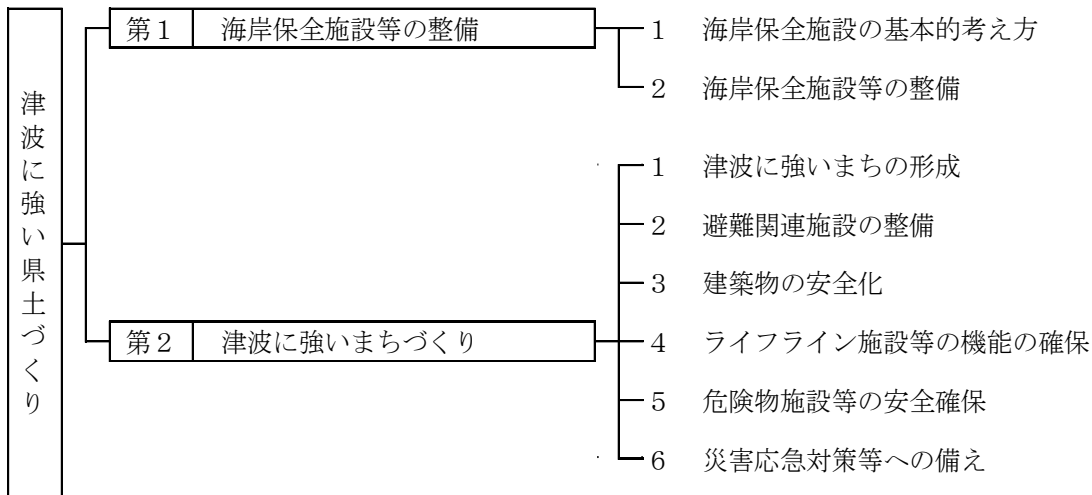 津波に強い県土づくり
第1 海岸保全施設等の整備
1 海岸保全施設の基本的考え方
2 海岸保全施設等の整備
第2 津波に強いまちづくり
1 津波に強いまちの形成
2 避難関連施設の整備
3 建築物の安全化
4 ライフライン施設等の機能の確保
5 危険物施設等の安全確保
6 災害応急対策等への備え